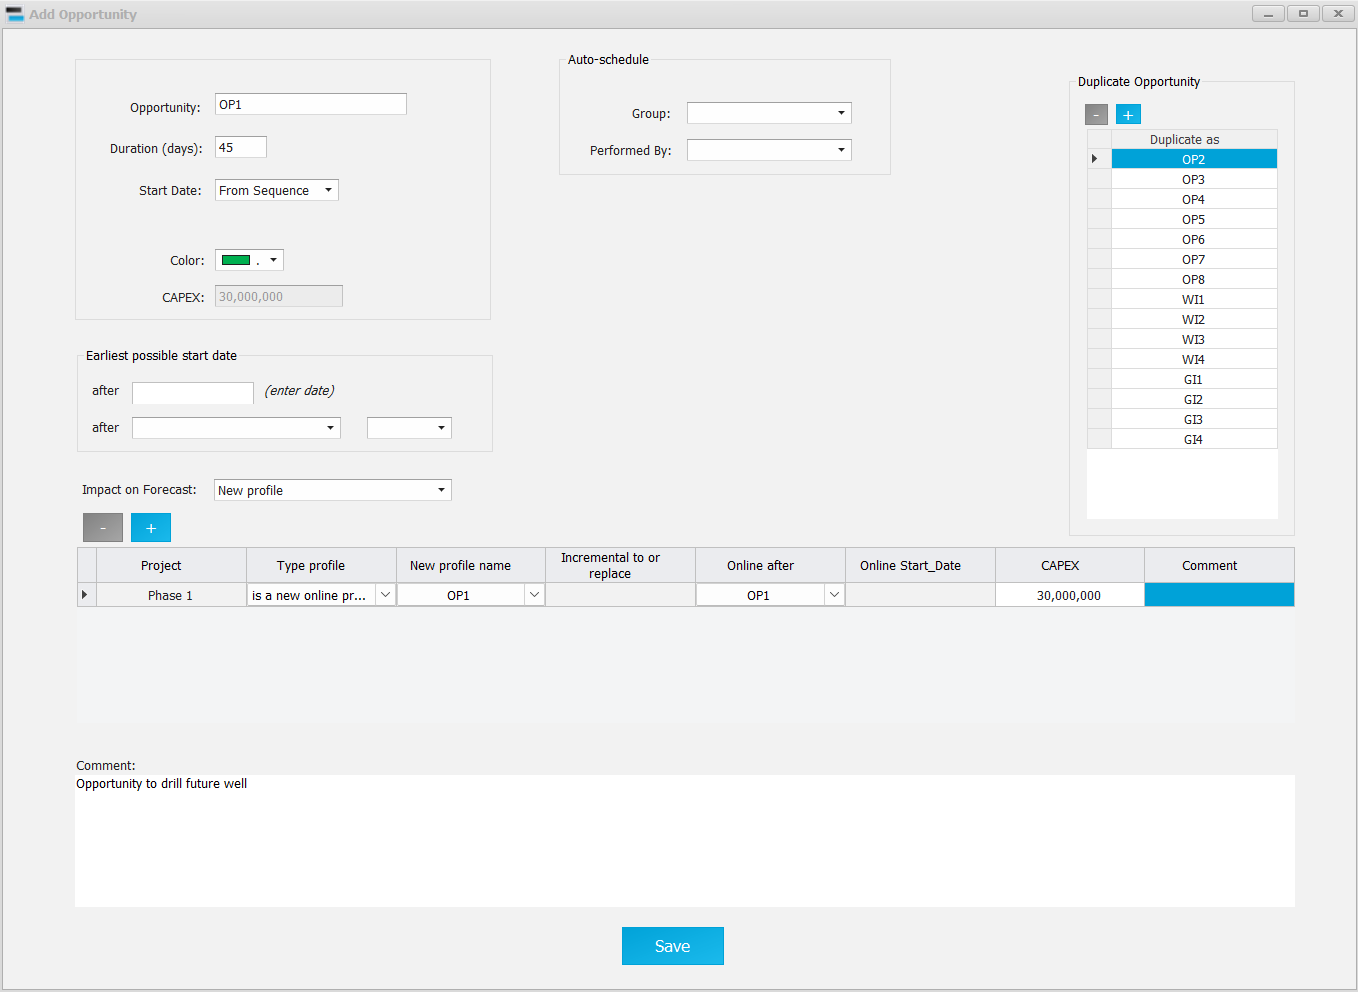 Add Opportunity
Opportunity: OP1
Duration (days): 45
Start Date: From Sequence
Color: .
CAPEX: 30,000,000
Auto-schedule
Group:
Performed By:
Duplicate Opportunity
- +
Duplicate as
OP2
OP3
OP4
OP5
OP6
OP7
OP8
WI1
WI2
WI3
WI4
GI1
GI2
GI3
GI4
Earliest possible start date
after (enter date)
after
Impact on Forecast: New profile
- +
Project Type profile New profile name Incremental to or replace Online after Online Start_Date CAPEX Comment
Phase 1 is a new online pr... OP1 OP1 30,000,000
Comment:
Opportunity to drill future well
Save